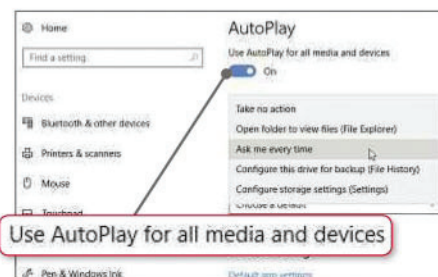 Home
Find a setting
Devices
Bluetooth & other devices
Printers & scanners
Mouse
Touchpad
Pen & Windows Ink
AutoPlay
Use AutoPlay for all media and devices
On
Take no action
Open folder to view files (File Explorer)
Ask me every time
Configure this drive for backup (File History)
Configure storage settings (Settings)
Choose a default
Use AutoPlay for all media and devices
Default app settings